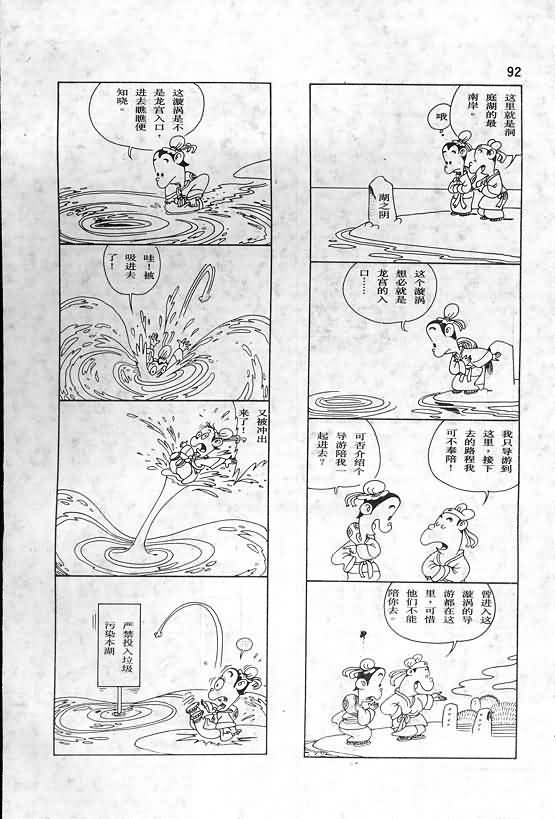 92
这里就是洞
庭湖的最
南岸。
哦。
湖之阴
这个漩涡
想必就是
龙宫的入
口……
我只导游到
这里，接下
去的路程我
可不奉陪！
可否介绍个
导游陪我一
起进去？
曾进入这
漩涡的导
游都在这
里，可惜
他们不能
陪你去。
这漩涡是不
是龙宫入口，
进去瞧瞧便
知晓。
哇！被
吸进去
了！
又被冲出
来了！
严禁投入垃圾
污染本湖